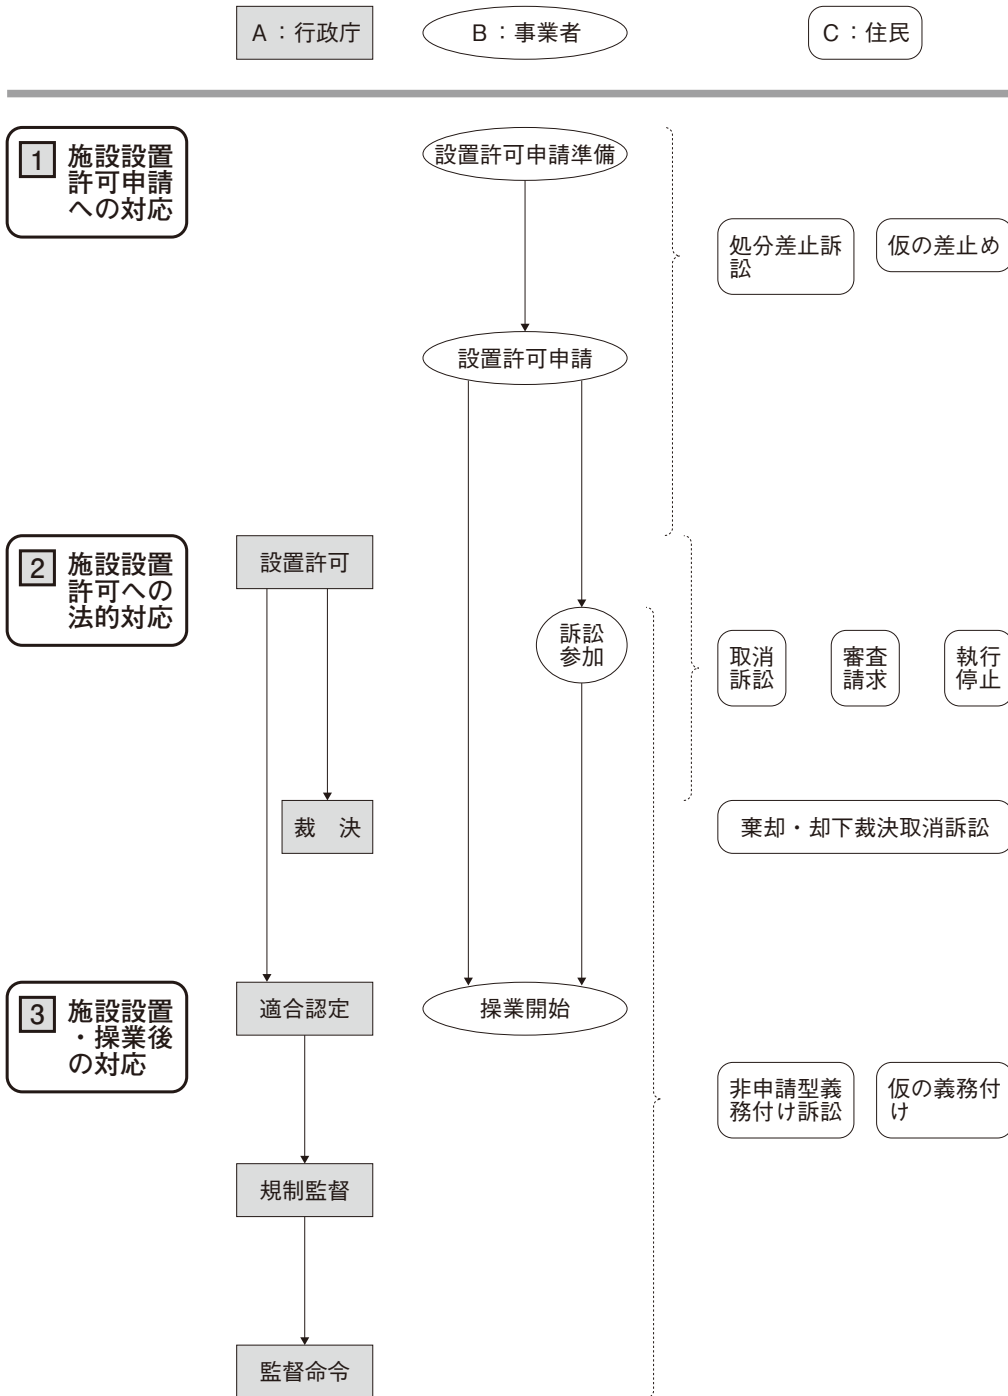 A：行政庁
B：事業者
C：住民
1
施設設置
許可申請
への対応
設置許可申請準備
処分差止訴
訟
仮の差止め
設置許可申請
2
施設設置
許可への
法的対応
設置許可
訴訟
参加
取消
訴訟
審査
請求
執行
停止
裁　決
棄却・却下裁決取消訴訟
3
施設設置
・操業後
の対応
適合認定
操業開始
非申請型義
務付け訴訟
仮の義務付
け
規制監督
監督命令